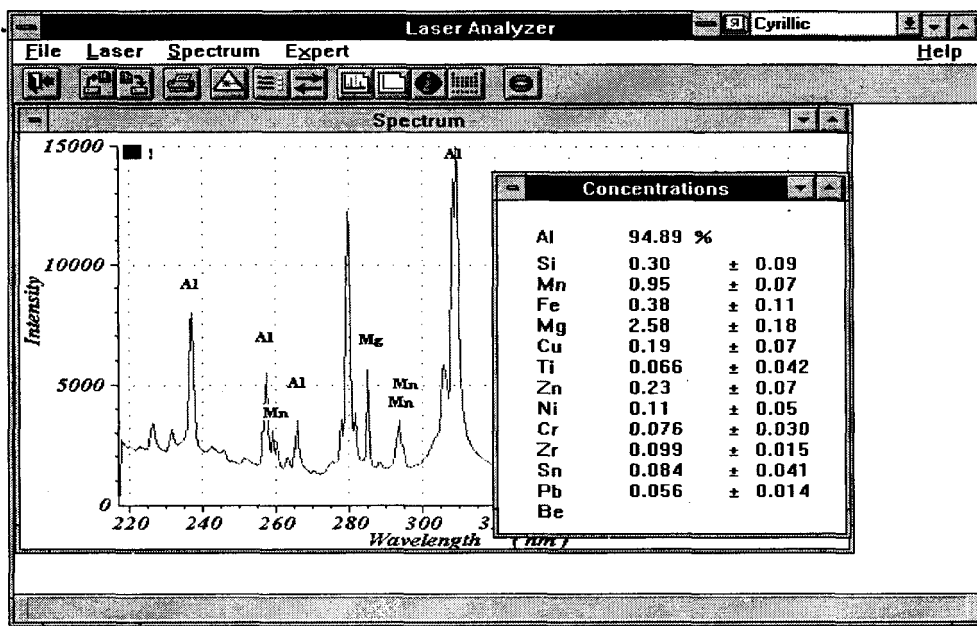 Laser Analyzer
Я Cyrillic
File Laser Spectrum Expert Help
Spectrum
15000
10000
5000
0
Intensity
1
Al
Al
Al
Mn
Al
Mg
Mn
Mn
220 240 260 280 300 3
Wavelength (nm)
Concentrations
Al 94.89 %
Si 0.30 ± 0.09
Mn 0.95 ± 0.07
Fe 0.38 ± 0.11
Mg 2.58 ± 0.18
Cu 0.19 ± 0.07
Ti 0.066 ± 0.042
Zn 0.23 ± 0.07
Ni 0.11 ± 0.05
Cr 0.076 ± 0.030
Zr 0.099 ± 0.015
Sn 0.084 ± 0.041
Pb 0.056 ± 0.014
Be